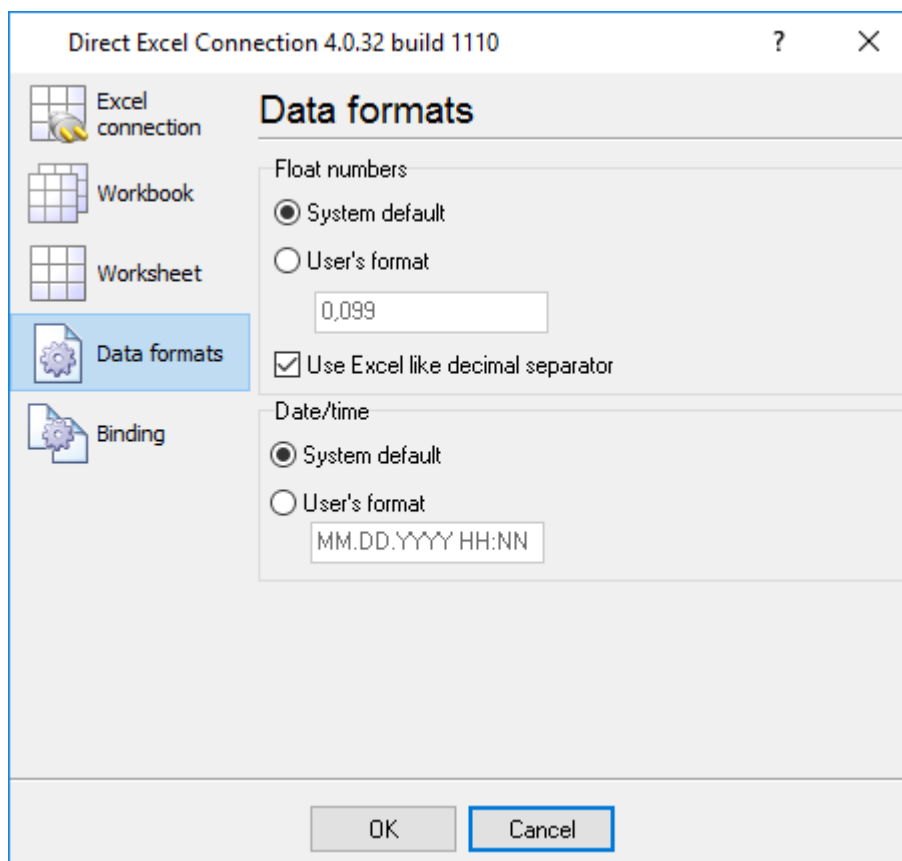 Direct Excel Connection 4.0.32 build 1110
?
Excel
connection
Workbook
Worksheet
Data formats
Binding
Data formats
Float numbers
System default
User's format
0,099
Use Excel like decimal separator
Date/time
System default
User's format
MM.DD.YYYY HH:NN
OK
Cancel